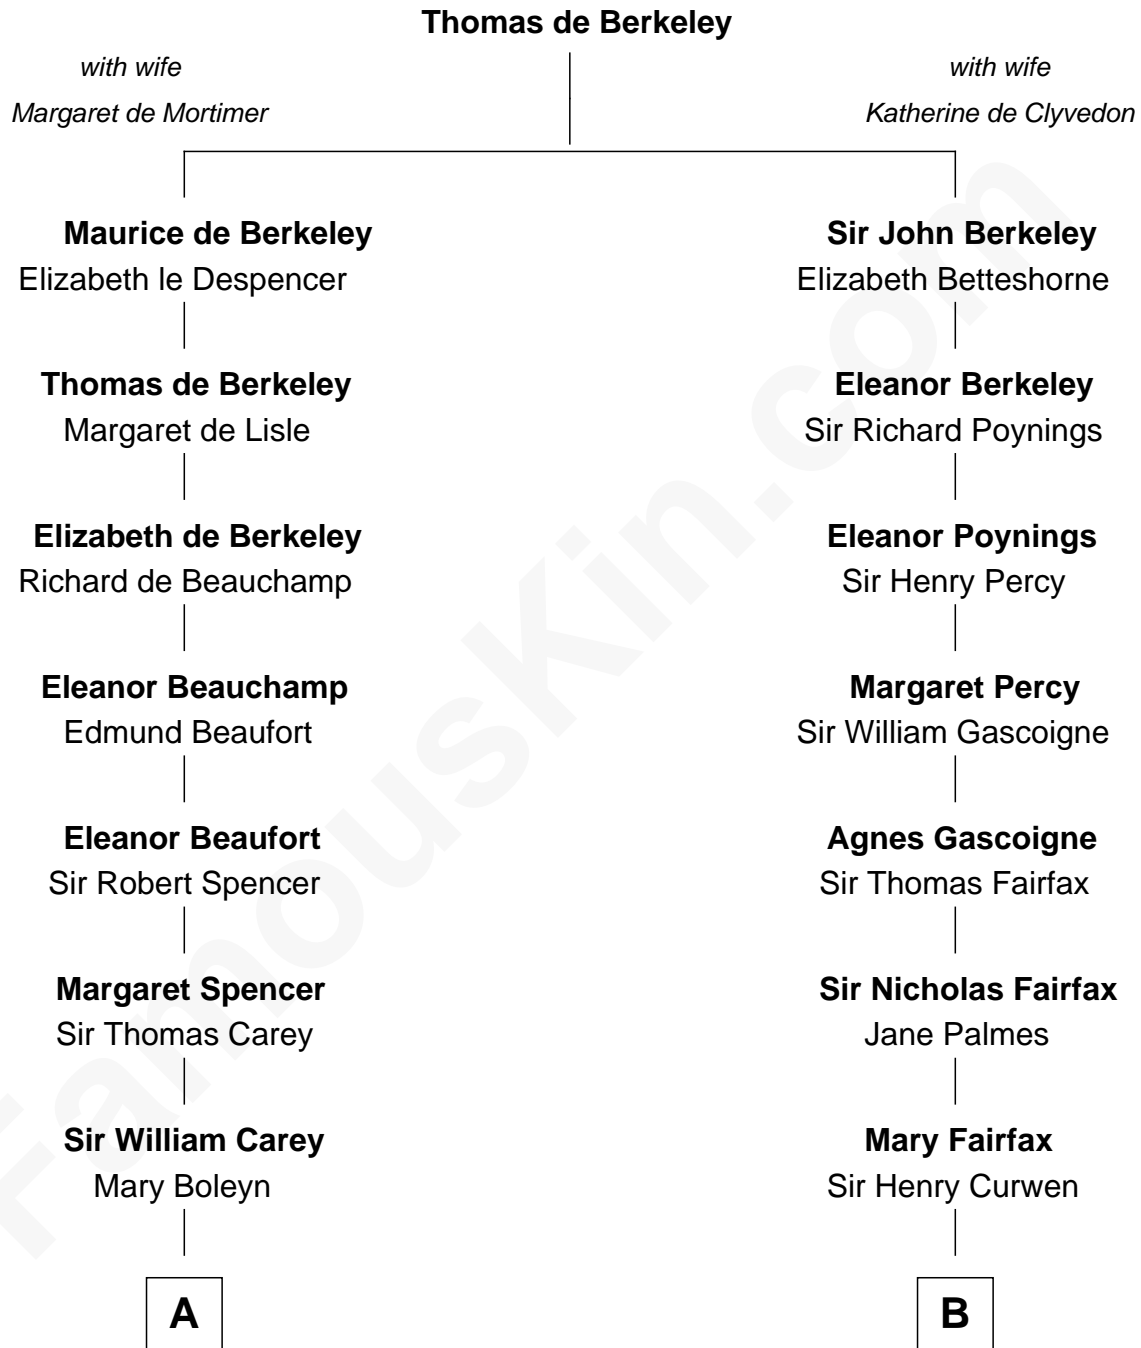 Thomas de Berkeley
with wife
Margaret de Mortimer
with wife
Katherine de Clyvedon
Maurice de Berkeley
Elizabeth le Despencer
Sir John Berkeley
Elizabeth Betteshorne
Thomas de Berkeley
Margaret de Lisle
Eleanor Berkeley
Sir Richard Poynings
Elizabeth de Berkeley
Richard de Beauchamp
Eleanor Poynings
Sir Henry Percy
Eleanor Beauchamp
Edmund Beaufort
Margaret Percy
Sir William Gascoigne
Eleanor Beaufort
Sir Robert Spencer
Agnes Gascoigne
Sir Thomas Fairfax
Margaret Spencer
Sir Thomas Carey
Sir Nicholas Fairfax
Jane Palmes
Sir William Carey
Mary Boleyn
Mary Fairfax
Sir Henry Curwen
A
B
FamousKin.com